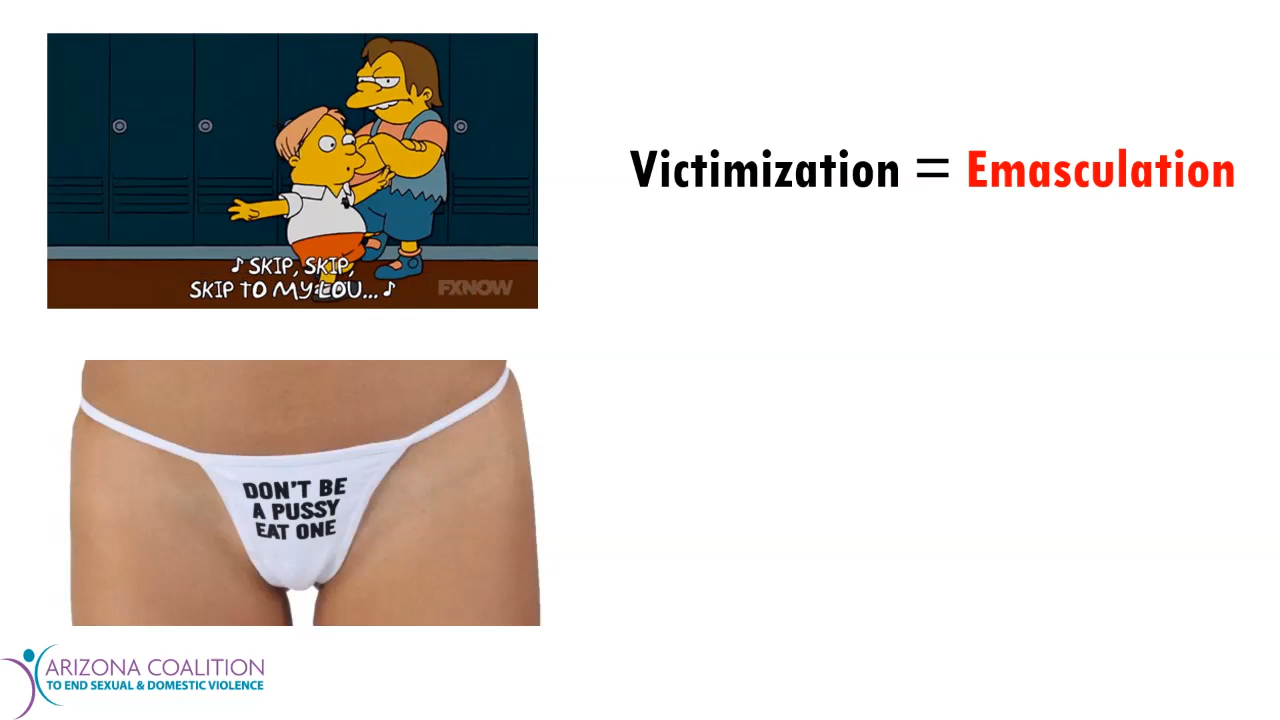 ♪ SKIP, SKIP,
SKIP TO MY LOU... ♪
FXNOW
Victimization = Emasculation
DON'T BE
A PUSSY
EAT ONE
ARIZONA COALITION
TO END SEXUAL & DOMESTIC VIOLENCE